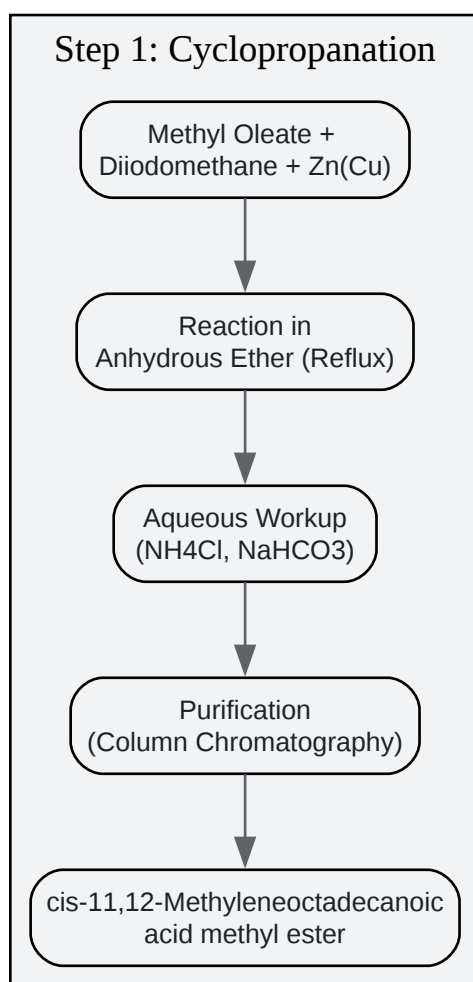 Step 1: Cyclopropanation
Methyl Oleate +
Diiodomethane + Zn(Cu)
Reaction in
Anhydrous Ether (Reflux)
Aqueous Workup
(NH4Cl, NaHCO3)
Purification
(Column Chromatography)
cis-11,12-Methyleneoctadecanoic
acid methyl ester